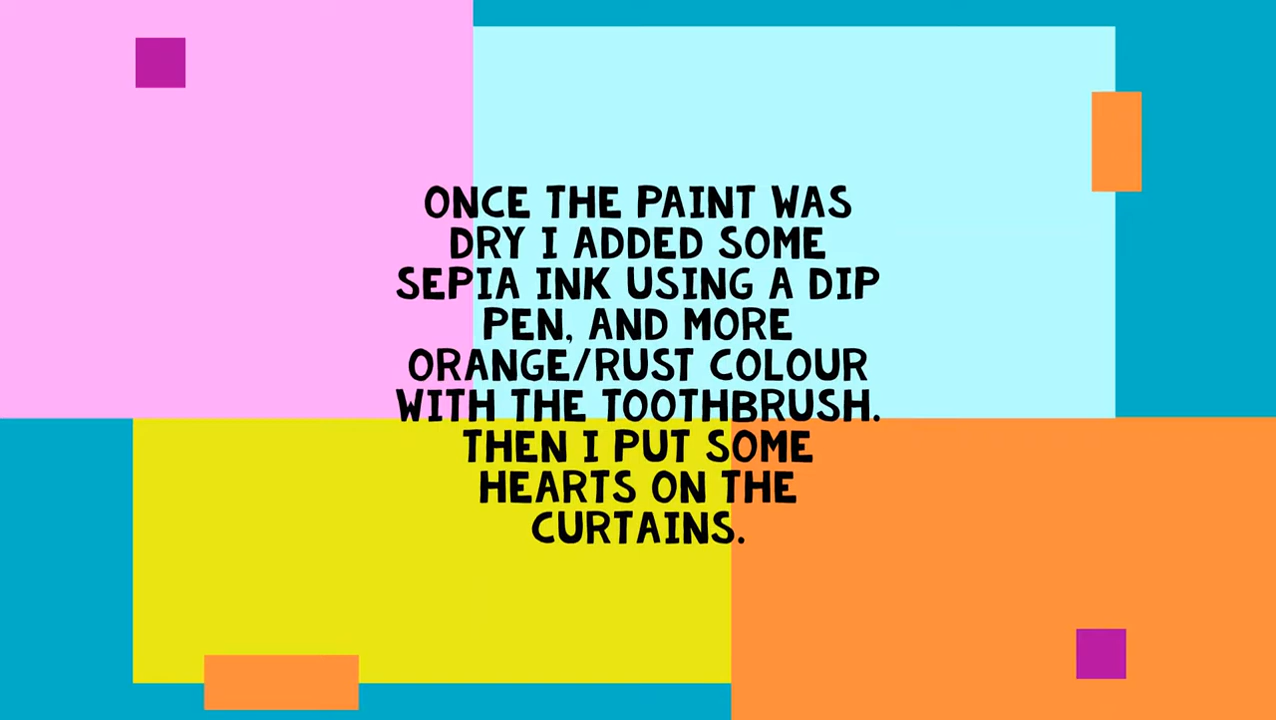 ONCE THE PAINT WAS
DRY I ADDED SOME
SEPIA INK USING A DIP
PEN, AND MORE
ORANGE/RUST COLOUR
WITH THE TOOTHBRUSH.
THEN I PUT SOME
HEARTS ON THE
CURTAINS.